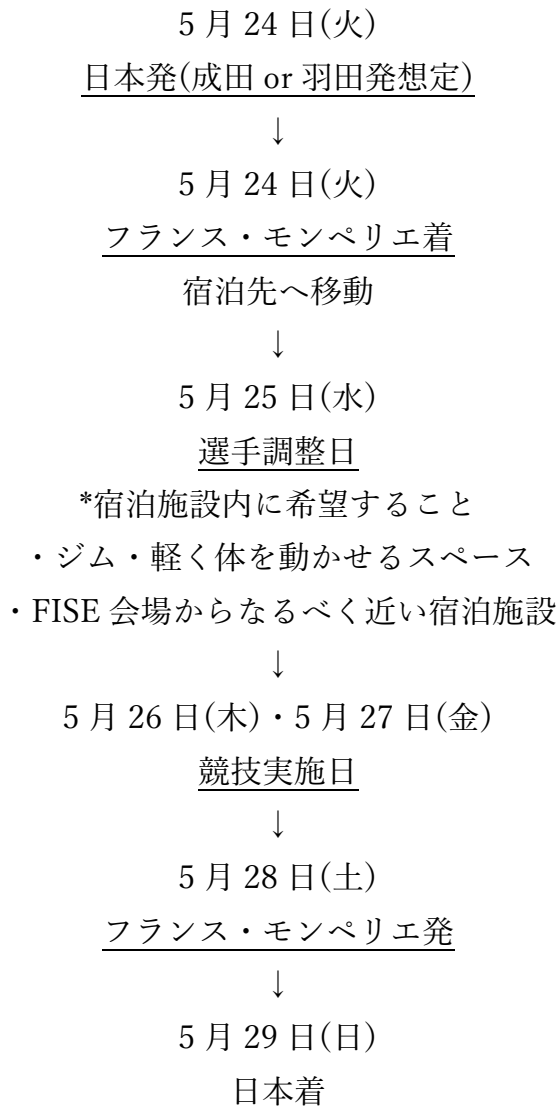 5 月 24 日(火)
日本発(成田 or 羽田発想定)
↓
5 月 24 日(火)
フランス・モンペリエ着
宿泊先へ移動
↓
5 月 25 日(水)
選手調整日
*宿泊施設内に希望すること
・ジム・軽く体を動かせるスペース
・FISE 会場からなるべく近い宿泊施設
↓
5 月 26 日(木)・5 月 27 日(金)
競技実施日
↓
5 月 28 日(土)
フランス・モンペリエ発
↓
5 月 29 日(日)
日本着